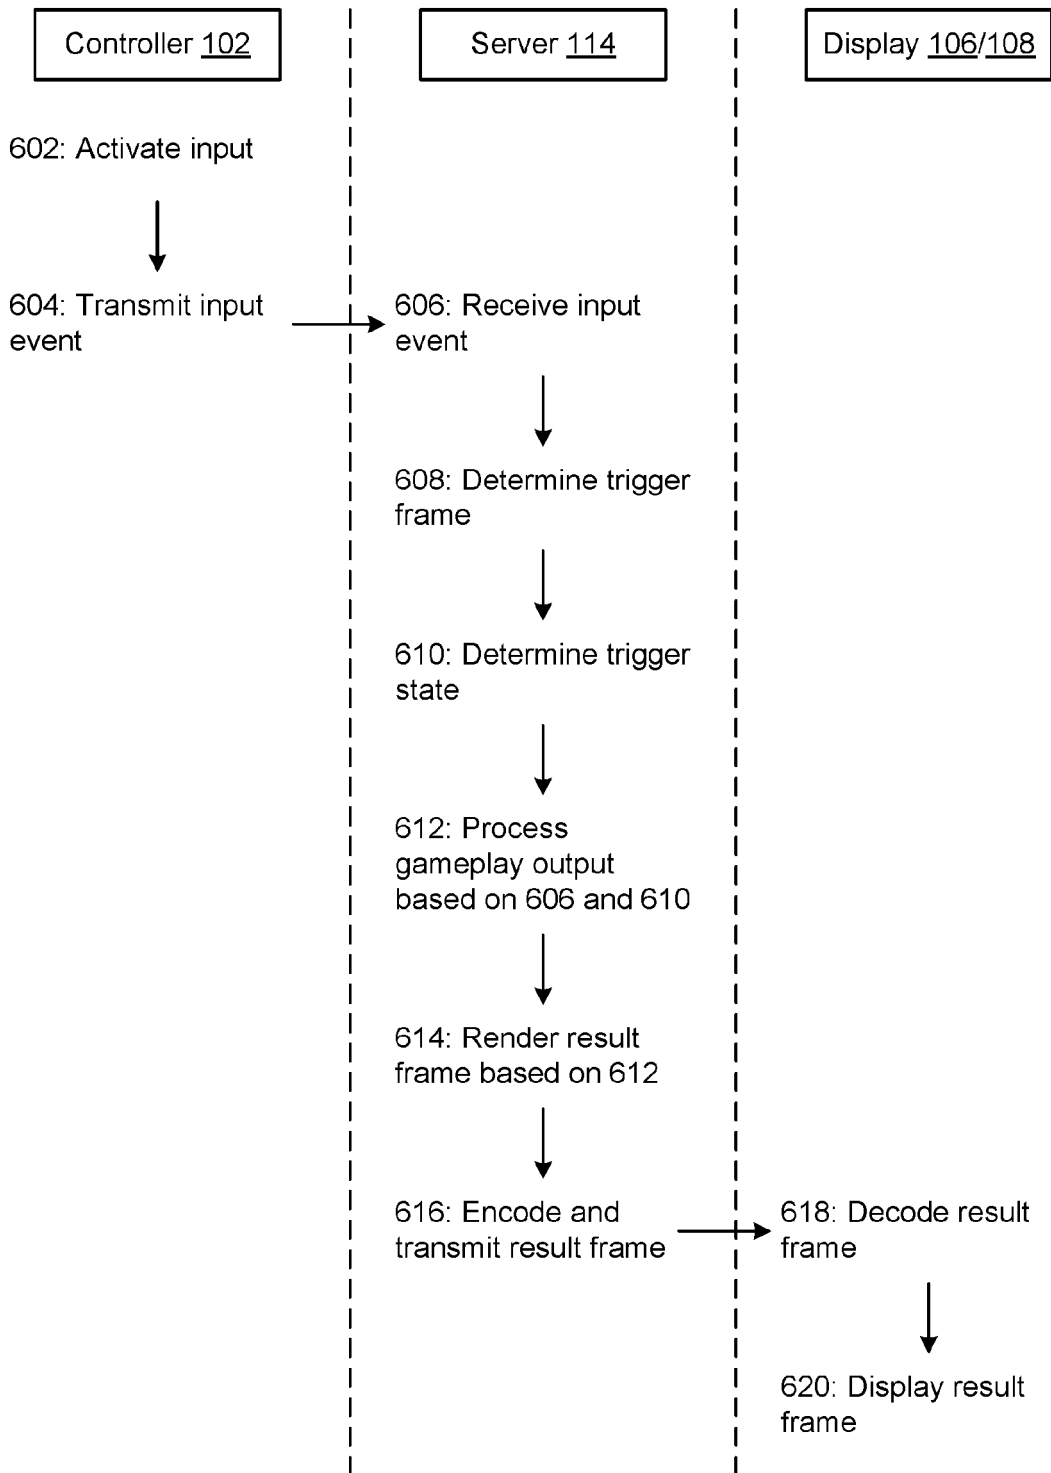 Controller 102
Server 114
Display 106/108
602: Activate input
604: Transmit input
event
606: Receive input
event
608: Determine trigger
frame
610: Determine trigger
state
612: Process
gameplay output
based on 606 and 610
614: Render result
frame based on 612
616: Encode and
transmit result frame
618: Decode result
frame
620: Display result
frame